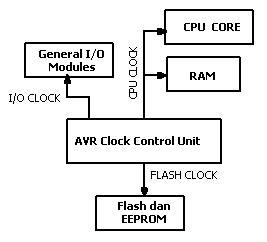 CPU CORE
General I/O
Modules
CPU CLOCK
RAM
I/O CLOCK
AVR Clock Control Unit
FLASH CLOCK
Flash dan
EEPROM